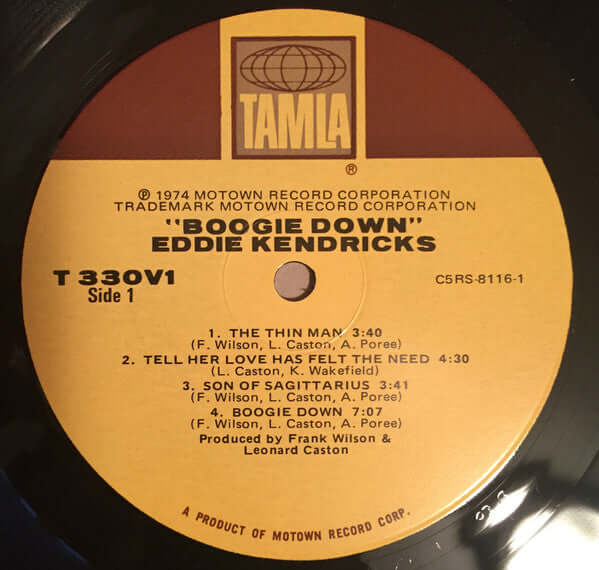 TAMLA
®
℗ 1974 MOTOWN RECORD CORPORATION
TRADEMARK MOTOWN RECORD CORPORATION
"BOOGIE DOWN"
EDDIE KENDRICKS
T 330V1
Side 1
C5RS-8116-1
1. THE THIN MAN 3:40
(F. Wilson, L. Caston, A. Poree)
2. TELL HER LOVE HAS FELT THE NEED 4:30
(L. Caston, K. Wakefield)
3. SON OF SAGITTARIUS 3:41
(F. Wilson, L. Caston, A. Poree)
4. BOOGIE DOWN 7:07
(F. Wilson, L. Caston, A. Poree)
Produced by Frank Wilson &
Leonard Caston
A PRODUCT OF MOTOWN RECORD CORP.